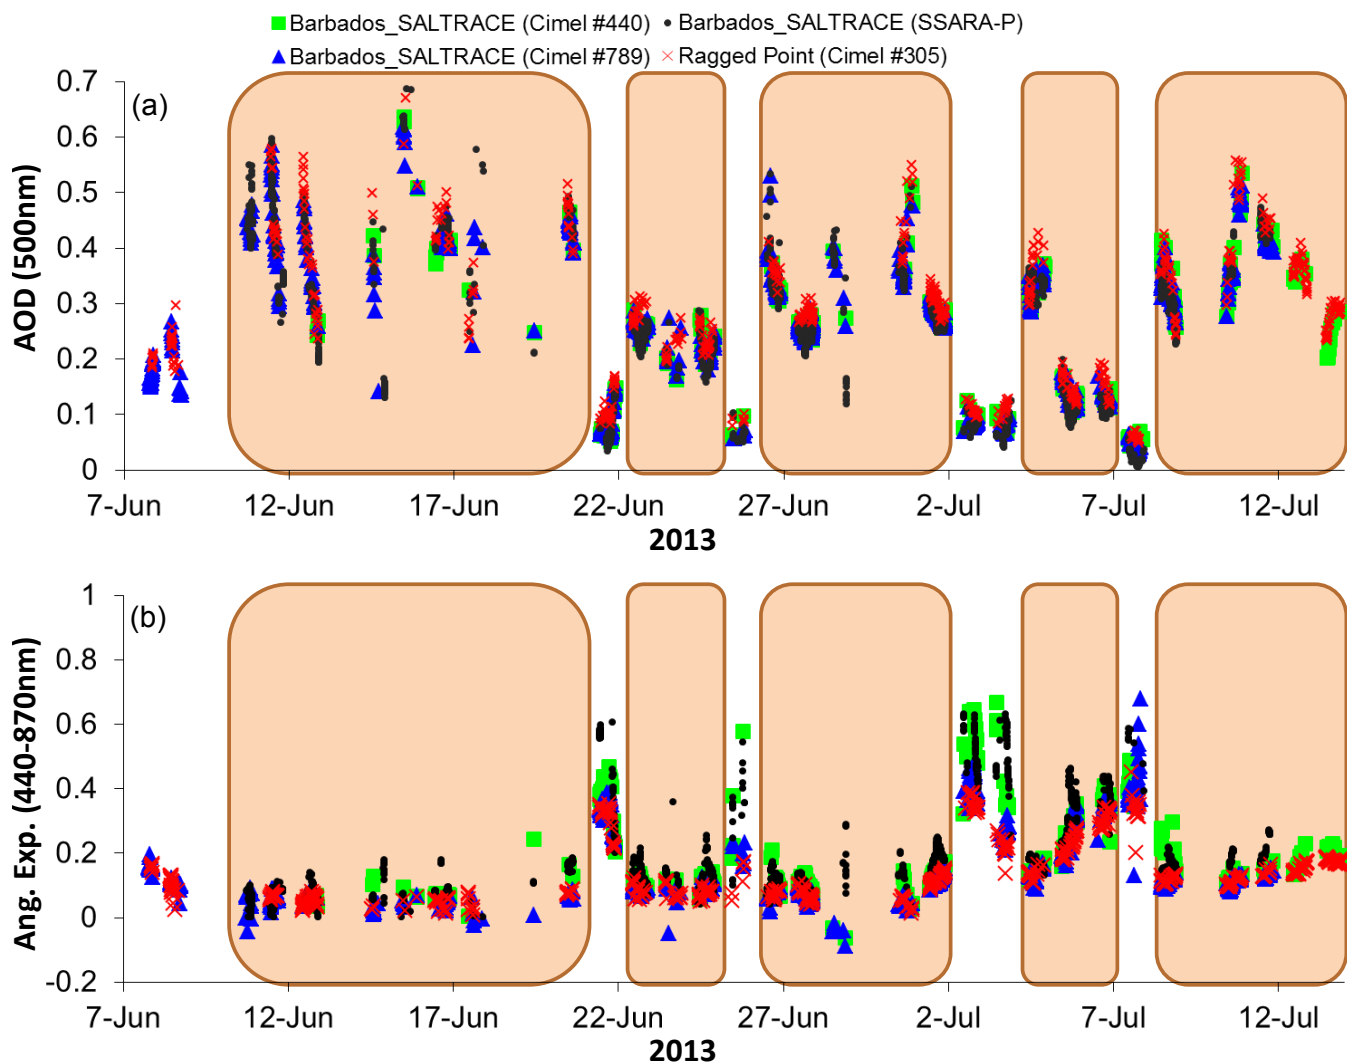 Barbados_SALTRACE (Cimel #440) Barbados_SALTRACE (SSARA-P)
Barbados_SALTRACE (Cimel #789) Ragged Point (Cimel #305)
(a)
AOD (500nm)
0.7
0.6
0.5
0.4
0.3
0.2
0.1
0
7-Jun 12-Jun 17-Jun 22-Jun 27-Jun 2-Jul 7-Jul 12-Jul
2013
(b)
Ang. Exp. (440-870nm)
1
0.8
0.6
0.4
0.2
0
-0.2
7-Jun 12-Jun 17-Jun 22-Jun 27-Jun 2-Jul 7-Jul 12-Jul
2013